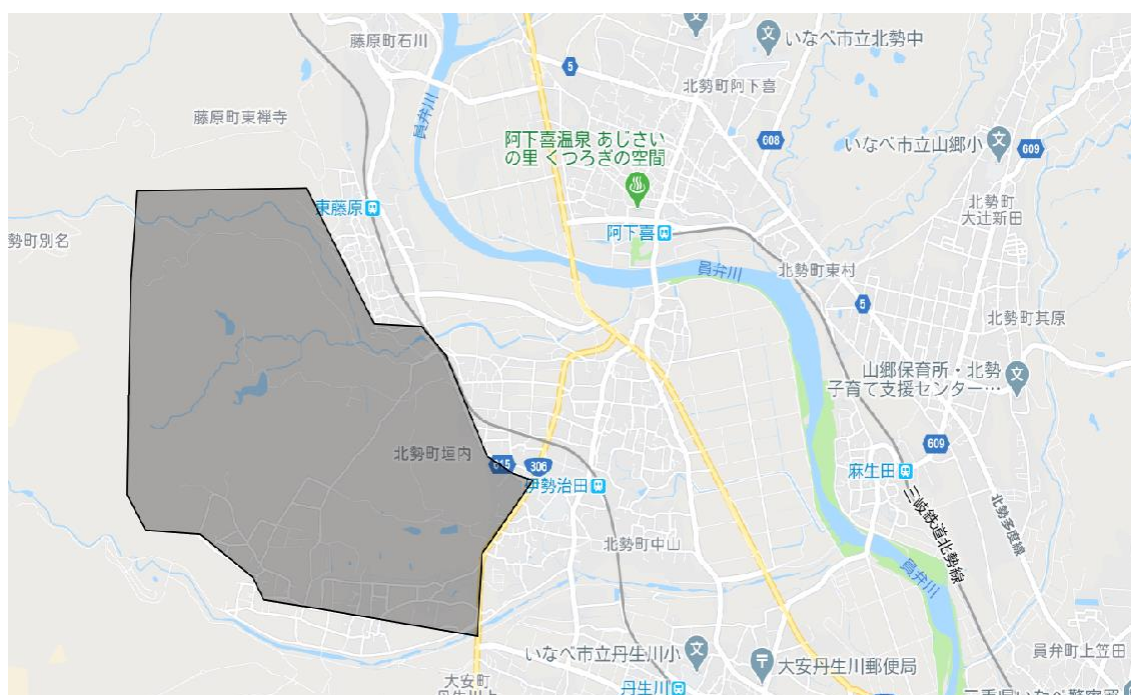 藤原町石川
いなべ市立北勢中
5
北勢町阿下喜
員弁川
藤原町東禅寺
阿下喜温泉 あじさい
の里 くつろぎの空間
608
いなべ市立山郷小
609
北勢町
大辻新田
東藤原
勢町別名
阿下喜
員弁川
北勢町東村
5
北勢町其原
山郷保育所・北勢
子育て支援センター…
609
北勢町垣内
615
306
伊勢治田
麻生田
三岐鉄道北勢線
北勢多度線
北勢町中山
員弁川
いなべ市立丹生川小
大安丹生川郵便局
員弁町上笠田
大安町
丹生川上
丹生川